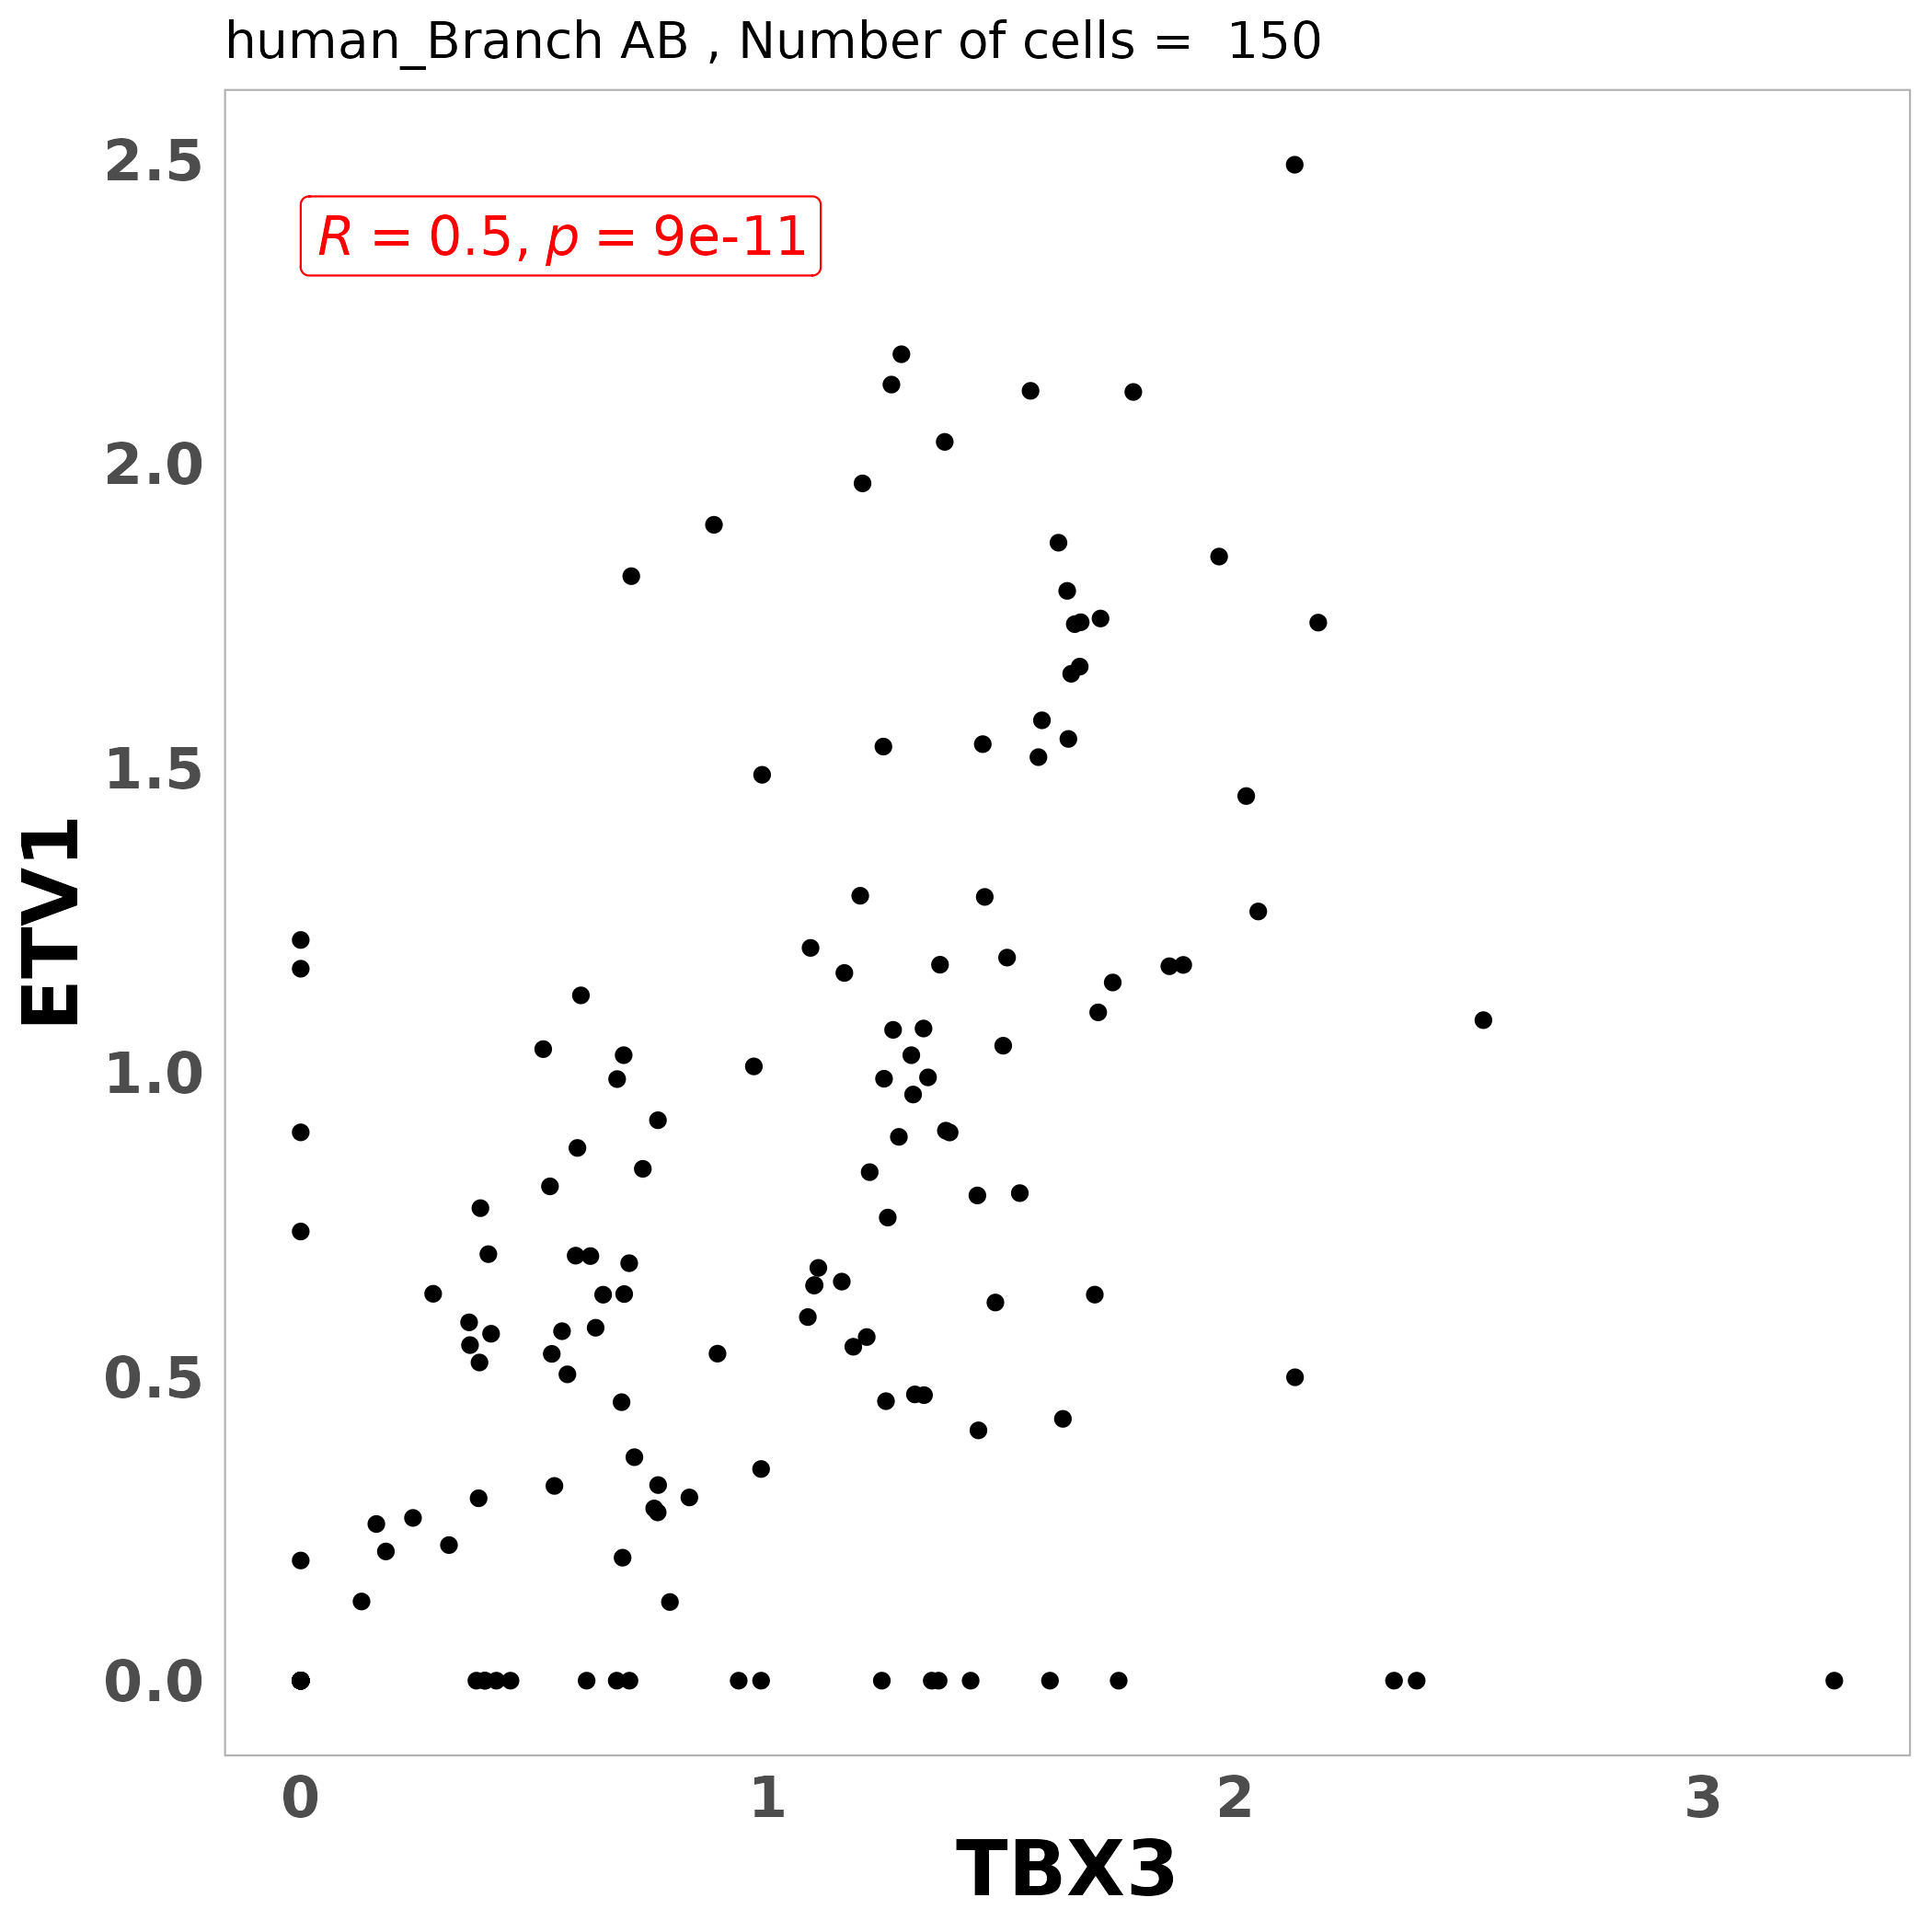 human_Branch AB , Number of cells =  150
2.5
R = 0.5, p = 9e-11
2.0
1.5
ETV1
1.0
0.5
0.0
0 1 2 3
TBX3